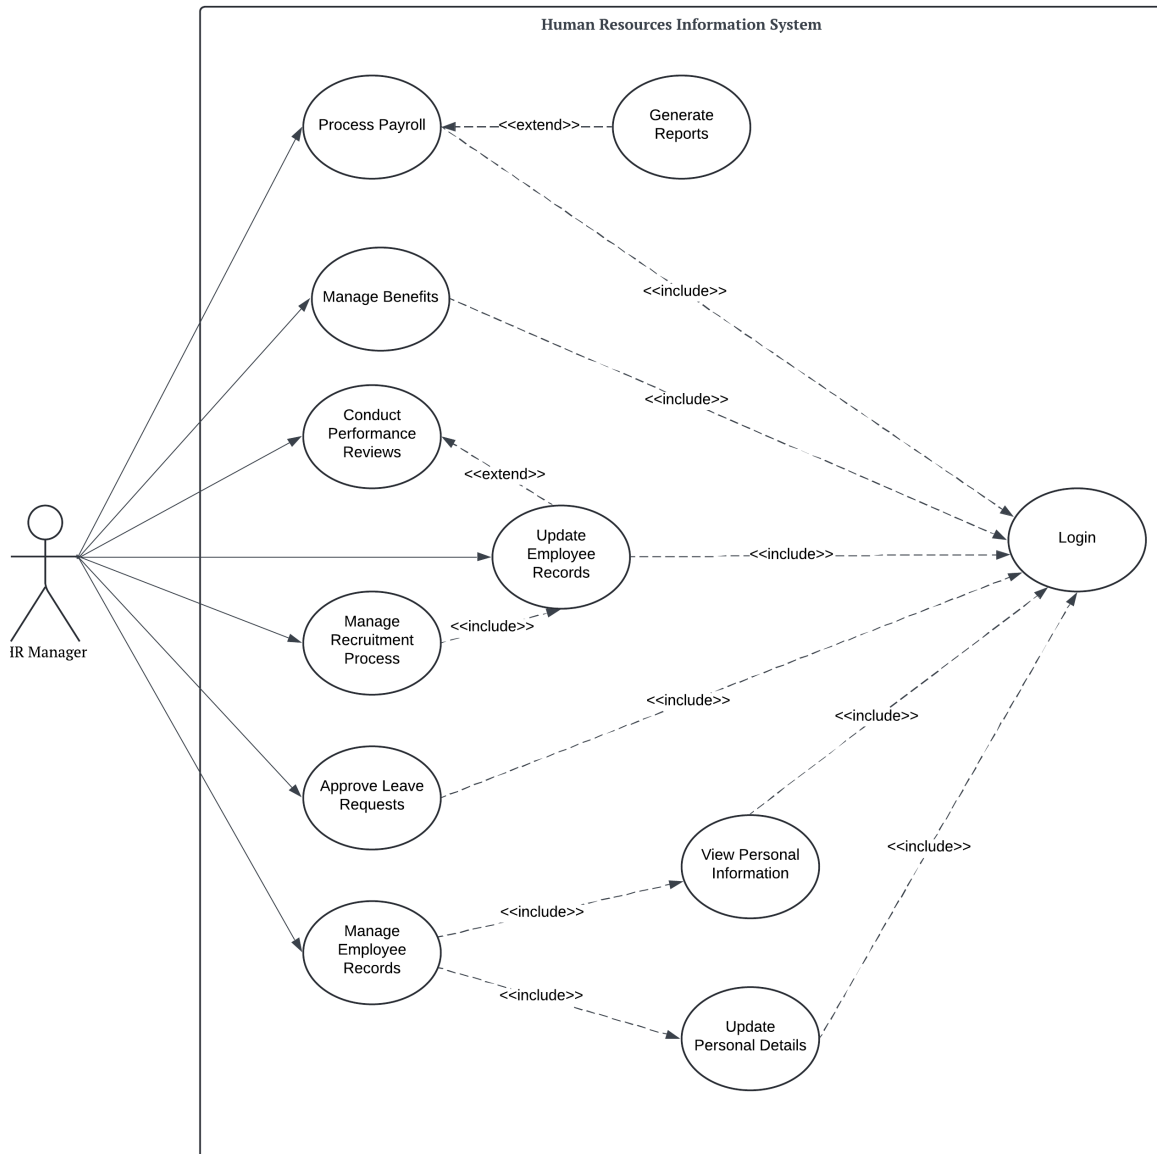 Human Resources Information System
Process Payroll
<<extend>>
Generate
Reports
<<include>>
Manage Benefits
<<include>>
Conduct
Performance
Reviews
<<extend>>
Update
Employee
Records
<<include>>
Login
HR Manager
Manage
Recruitment
Process
<<include>>
<<include>>
Approve Leave
Requests
<<include>>
View Personal
Information
<<include>>
Manage
Employee
Records
<<include>>
<<include>>
Update
Personal Details